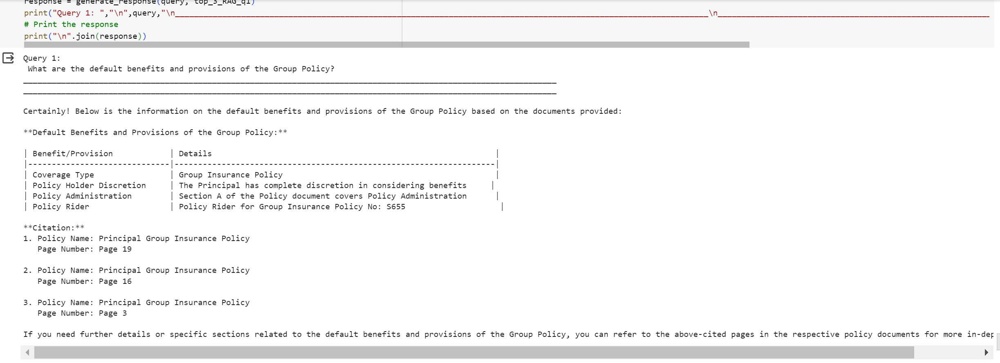 response = generate_response(query, top_3_RAG_q1)
print("Query 1: ","\n",query,"\n_________________________________________________________________________________________________________________\n_________________________________________________________
# Print the response
print("\n".join(response))
Query 1:
 What are the default benefits and provisions of the Group Policy?
_________________________________________________________________________________________________________________
_________________________________________________________________________________________________________________
Certainly! Below is the information on the default benefits and provisions of the Group Policy based on the documents provided:
**Default Benefits and Provisions of the Group Policy:**
| Benefit/Provision            | Details                                                            |
|------------------------------|--------------------------------------------------------------------|
| Coverage Type                | Group Insurance Policy                                             |
| Policy Holder Discretion     | The Principal has complete discretion in considering benefits     |
| Policy Administration        | Section A of the Policy document covers Policy Administration      |
| Policy Rider                 | Policy Rider for Group Insurance Policy No: S655                    |
**Citation:**
1. Policy Name: Principal Group Insurance Policy
   Page Number: Page 19
2. Policy Name: Principal Group Insurance Policy
   Page Number: Page 16
3. Policy Name: Principal Group Insurance Policy
   Page Number: Page 3
If you need further details or specific sections related to the default benefits and provisions of the Group Policy, you can refer to the above-cited pages in the respective policy documents for more in-dep